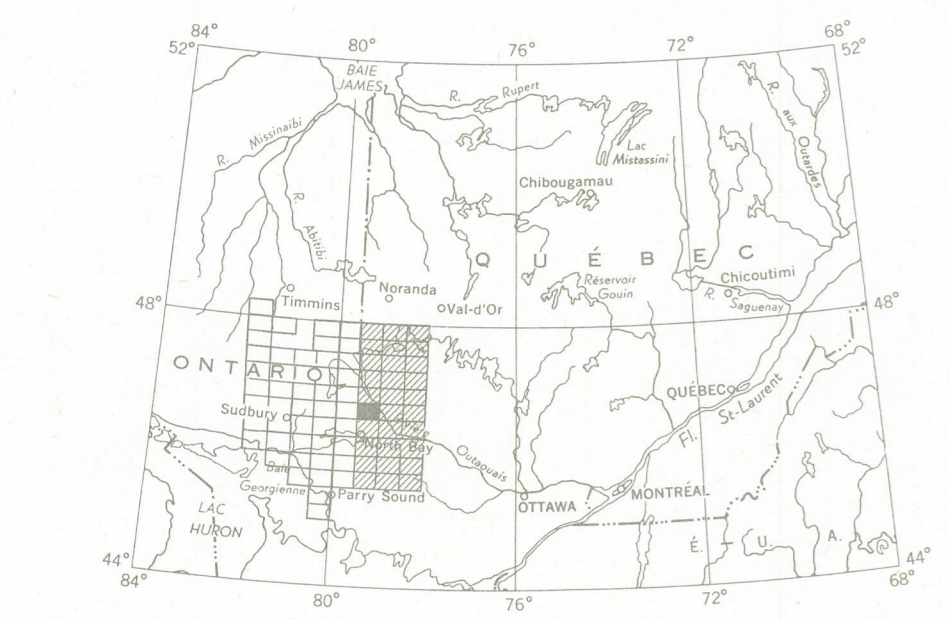 84°
80°
76°
72°
68°
52°
52°
BAIE
JAMES
R. Rupert
R. aux Outardes
R. Missinaibi
Lac
Mistassini
Chibougamau
R. Abitibi
QUÉBEC
Chicoutimi
Réservoir
Gouin
R. Saguenay
Noranda
Timmins
Val-d'Or
48°
48°
ONTARIO
QUÉBEC
St-Laurent
Fl.
Sudbury
North Bay
Outaouais
Baie
Georgienne
Parry Sound
MONTRÉAL
OTTAWA
LAC
HURON
É. – U. A.
44°
44°
84°
80°
76°
72°
68°